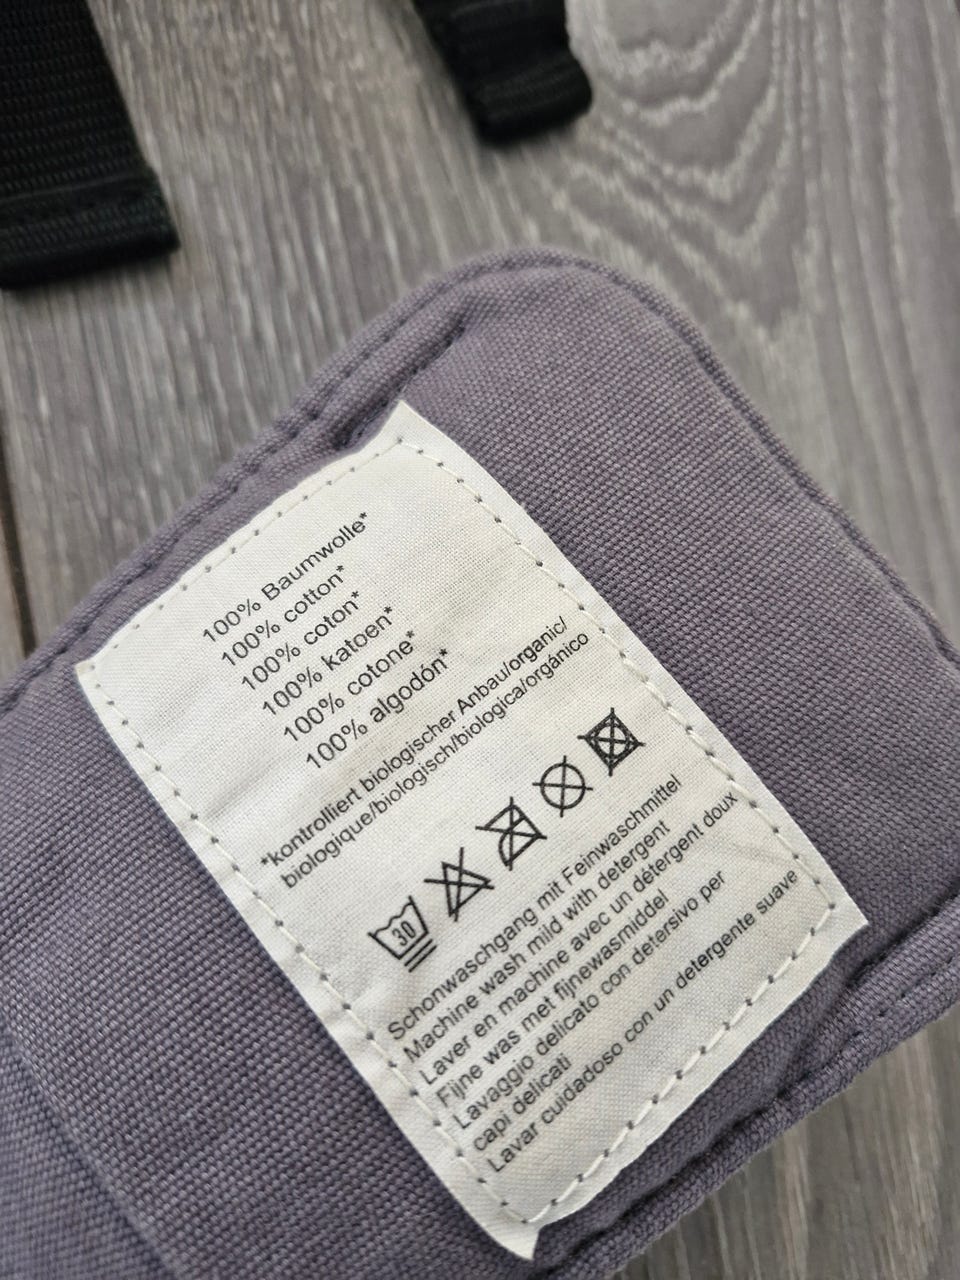 100% Baumwolle*
100% cotton*
100% coton*
100% katoen*
100% cotone*
100% algodón*
*kontrolliert biologischer Anbau/organic/
biologique/biologisch/biologica/orgánico
30
Schonwaschgang mit Feinwaschmittel
Machine wash mild with detergent
Laver en machine avec un détergent doux
Fijne was met fijnewasmiddel
Lavaggio delicato con detersivo per
capi delicati
Lavar cuidadoso con un detergente suave